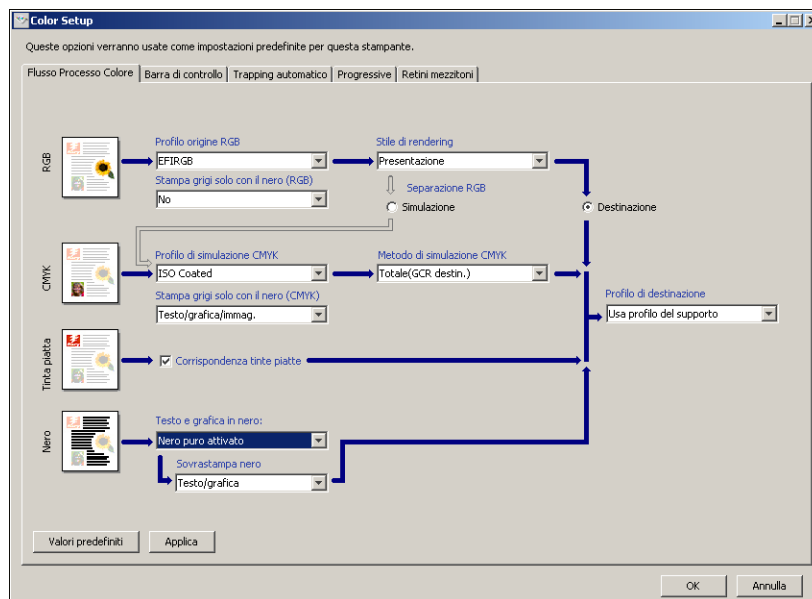 Color Setup
Queste opzioni verranno usate come impostazioni predefinite per questa stampante.
Flusso Processo Colore
Barra di controllo
Trapping automatico
Progressive
Retini mezzitoni
RGB
Profilo origine RGB
EFIRGB
Stampa grigi solo con il nero (RGB)
No
Stile di rendering
Presentazione
Separazione RGB
Simulazione
Destinazione
CMYK
Profilo di simulazione CMYK
ISO Coated
Stampa grigi solo con il nero (CMYK)
Testo/grafica/immag.
Metodo di simulazione CMYK
Totale(GCR destin.)
Profilo di destinazione
Usa profilo del supporto
Tinta piatta
Corrispondenza tinte piatte
Nero
Testo e grafica in nero:
Nero puro attivato
Sovrastampa nero
Testo/grafica
Valori predefiniti
Applica
OK
Annulla